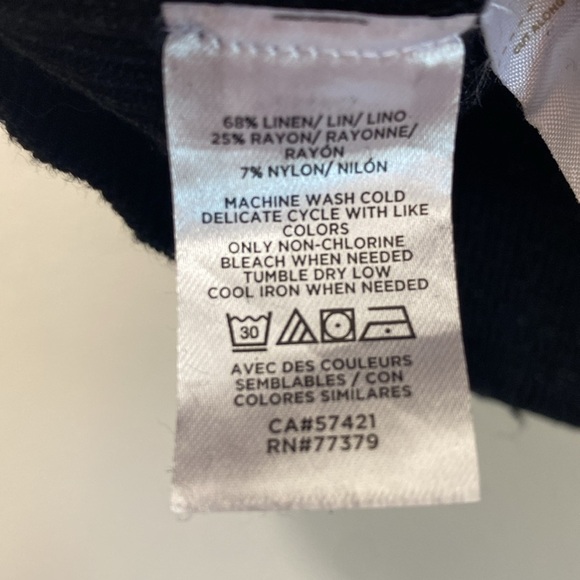 68% LINEN/ LIN/ LINO
25% RAYON/ RAYONNE/
RAYÓN
7% NYLON/ NILÓN
MACHINE WASH COLD
DELICATE CYCLE WITH LIKE
COLORS
ONLY NON-CHLORINE
BLEACH WHEN NEEDED
TUMBLE DRY LOW
COOL IRON WHEN NEEDED
30
AVEC DES COULEURS
SEMBLABLES / CON
COLORES SIMILARES
CA#57421
RN#77379